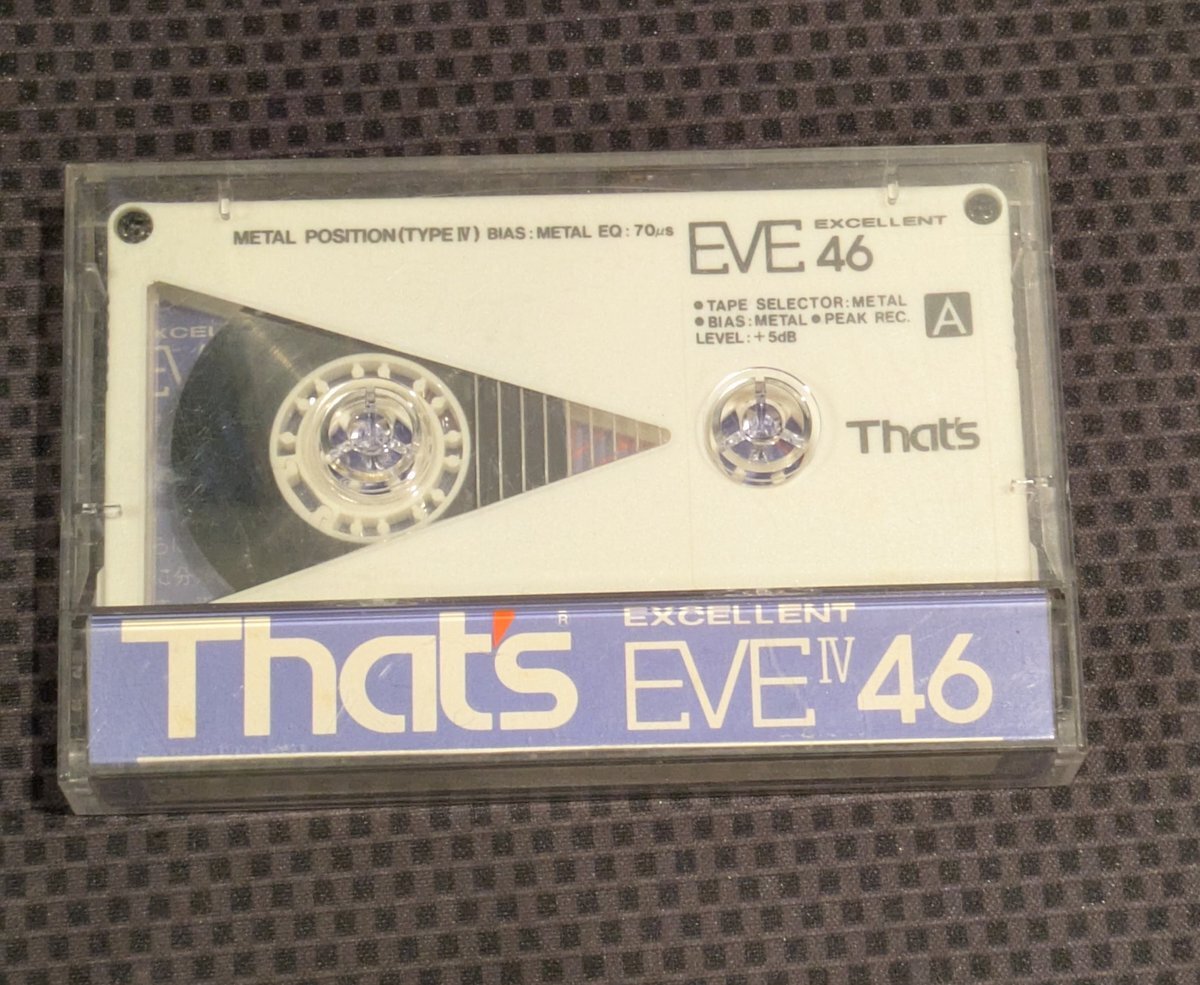 METAL POSITION(TYPE Ⅳ) BIAS:METAL EQ:70μs
EVE EXCELLENT 46
● TAPE SELECTOR:METAL
● BIAS:METAL ● PEAK REC.
LEVEL:+5dB
A
That's
That's ®
EXCELLENT
EVE Ⅳ 46